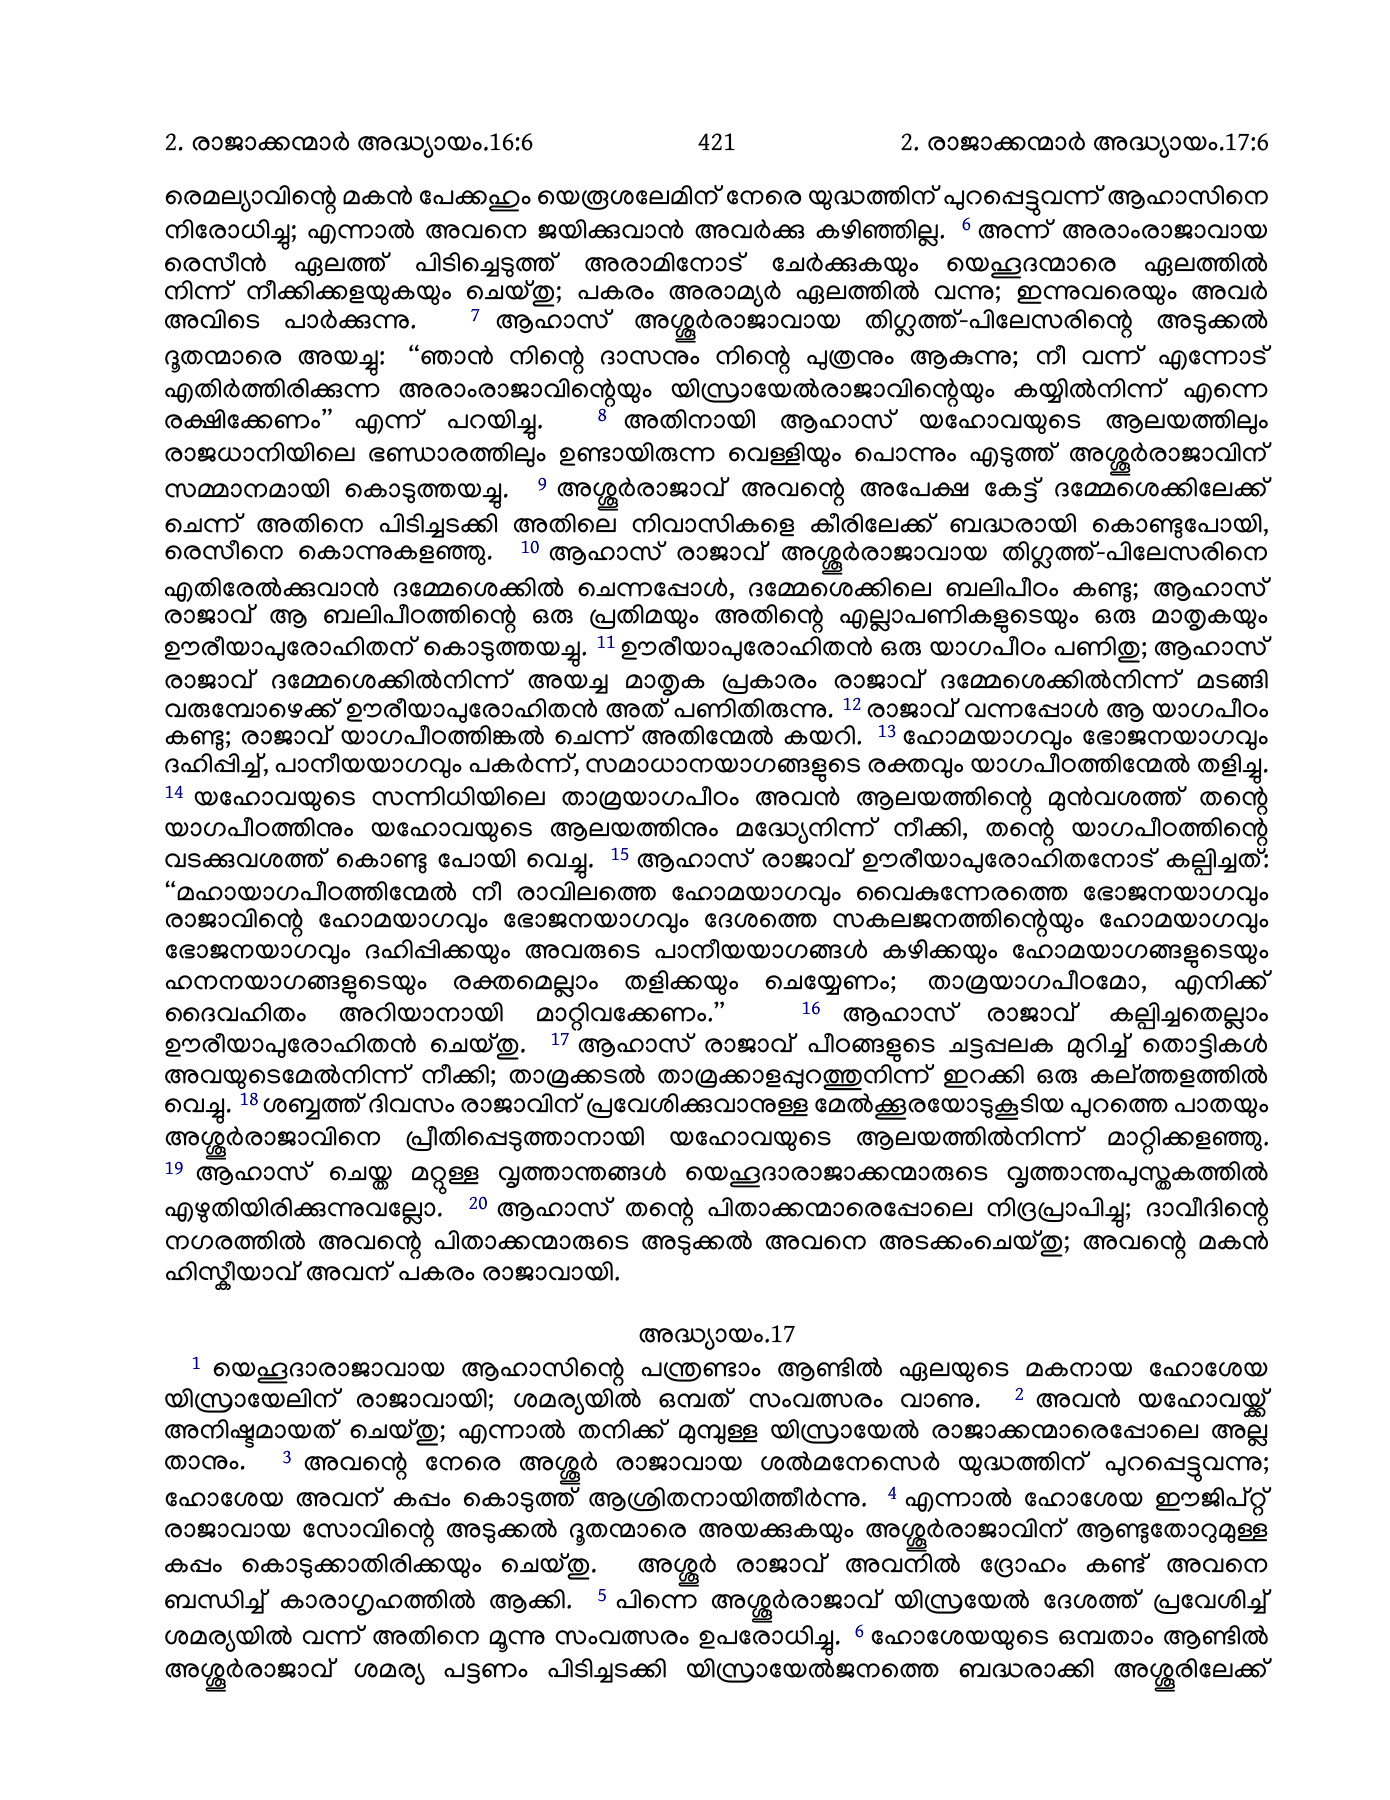 2. രാജാക്കന്മാർ അദ്ധ്യായം.16:6 421 2. രാജാക്കന്മാർ അദ്ധ്യായം.17:6
രെമല്യാവിന്റെ മകൻ പേക്കഹും യെരൂശലേമിന് നേരെ യുദ്ധത്തിന് പുറപ്പെട്ടുവന്ന് ആഹാസിനെ
നിരോധിച്ചു; എന്നാൽ അവനെ ജയിക്കുവാൻ അവർക്കു കഴിഞ്ഞില്ല. 6 അന്ന് അരാംരാജാവായ
രെസീൻ ഏലത്ത് പിടിച്ചെടുത്ത് അരാമിനോട് ചേർക്കുകയും യെഹൂദന്മാരെ ഏലത്തിൽ
നിന്ന് നീക്കിക്കളയുകയും ചെയ്തു; പകരം അരാമ്യർ ഏലത്തിൽ വന്നു; ഇന്നുവരെയും അവർ
അവിടെ പാർക്കുന്നു. 7 ആഹാസ് അശ്ശൂർരാജാവായ തിഗ്ലത്ത്-പിലേസരിന്റെ അടുക്കൽ
ദൂതന്മാരെ അയച്ചു: “ഞാൻ നിന്റെ ദാസനും നിന്റെ പുത്രനും ആകുന്നു; നീ വന്ന് എന്നോട്
എതിർത്തിരിക്കുന്ന അരാംരാജാവിന്റെയും യിസ്രായേൽരാജാവിന്റെയും കയ്യിൽനിന്ന് എന്നെ
രക്ഷിക്കേണം” എന്ന് പറയിച്ചു. 8 അതിനായി ആഹാസ് യഹോവയുടെ ആലയത്തിലും
രാജധാനിയിലെ ഭണ്ഡാരത്തിലും ഉണ്ടായിരുന്ന വെള്ളിയും പൊന്നും എടുത്ത് അശ്ശൂർരാജാവിന്
സമ്മാനമായി കൊടുത്തയച്ചു. 9 അശ്ശൂർരാജാവ് അവന്റെ അപേക്ഷ കേട്ട് ദമ്മേശെക്കിലേക്ക്
ചെന്ന് അതിനെ പിടിച്ചടക്കി അതിലെ നിവാസികളെ കീരിലേക്ക് ബദ്ധരായി കൊണ്ടുപോയി,
രെസീനെ കൊന്നുകളഞ്ഞു. 10 ആഹാസ് രാജാവ് അശ്ശൂർരാജാവായ തിഗ്ലത്ത്-പിലേസരിനെ
എതിരേൽക്കുവാൻ ദമ്മേശെക്കിൽ ചെന്നപ്പോൾ, ദമ്മേശെക്കിലെ ബലിപീഠം കണ്ടു; ആഹാസ്
രാജാവ് ആ ബലിപീഠത്തിന്റെ ഒരു പ്രതിമയും അതിന്റെ എല്ലാപണികളുടെയും ഒരു മാതൃകയും
ഊരീയാപുരോഹിതന് കൊടുത്തയച്ചു. 11 ഊരീയാപുരോഹിതൻ ഒരു യാഗപീഠം പണിതു; ആഹാസ്
രാജാവ് ദമ്മേശെക്കിൽനിന്ന് അയച്ച മാതൃക പ്രകാരം രാജാവ് ദമ്മേശെക്കിൽനിന്ന് മടങ്ങി
വരുമ്പോഴെക്ക് ഊരീയാപുരോഹിതൻ അത് പണിതിരുന്നു. 12 രാജാവ് വന്നപ്പോൾ ആ യാഗപീഠം
കണ്ടു; രാജാവ് യാഗപീഠത്തിങ്കൽ ചെന്ന് അതിന്മേൽ കയറി. 13 ഹോമയാഗവും ഭോജനയാഗവും
ദഹിപ്പിച്ച്, പാനീയയാഗവും പകർന്ന്, സമാധാനയാഗങ്ങളുടെ രക്തവും യാഗപീഠത്തിന്മേൽ തളിച്ചു.
14 യഹോവയുടെ സന്നിധിയിലെ താമ്രയാഗപീഠം അവൻ ആലയത്തിന്റെ മുൻവശത്ത് തന്റെ
യാഗപീഠത്തിനും യഹോവയുടെ ആലയത്തിനും മദ്ധ്യേനിന്ന് നീക്കി, തന്റെ യാഗപീഠത്തിന്റെ
വടക്കുവശത്ത് കൊണ്ടു പോയി വെച്ചു. 15 ആഹാസ് രാജാവ് ഊരീയാപുരോഹിതനോട് കല്പിച്ചത്:
“മഹായാഗപീഠത്തിന്മേൽ നീ രാവിലത്തെ ഹോമയാഗവും വൈകുന്നേരത്തെ ഭോജനയാഗവും
രാജാവിന്റെ ഹോമയാഗവും ഭോജനയാഗവും ദേശത്തെ സകലജനത്തിന്റെയും ഹോമയാഗവും
ഭോജനയാഗവും ദഹിപ്പിക്കയും അവരുടെ പാനീയയാഗങ്ങൾ കഴിക്കയും ഹോമയാഗങ്ങളുടെയും
ഹനനയാഗങ്ങളുടെയും രക്തമെല്ലാം തളിക്കയും ചെയ്യേണം; താമ്രയാഗപീഠമോ, എനിക്ക്
ദൈവഹിതം അറിയാനായി മാറ്റിവക്കേണം.” 16 ആഹാസ് രാജാവ് കല്പിച്ചതെല്ലാം
ഊരീയാപുരോഹിതൻ ചെയ്തു. 17 ആഹാസ് രാജാവ് പീഠങ്ങളുടെ ചട്ടപ്പലക മുറിച്ച് തൊട്ടികൾ
അവയുടെമേൽനിന്ന് നീക്കി; താമ്രക്കടൽ താമ്രക്കാളപ്പുറത്തുനിന്ന് ഇറക്കി ഒരു കല്ത്തളത്തിൽ
വെച്ചു. 18 ശബ്ബത്ത് ദിവസം രാജാവിന് പ്രവേശിക്കുവാനുള്ള മേൽക്കൂരയോടുകൂടിയ പുറത്തെ പാതയും
അശ്ശൂർരാജാവിനെ പ്രീതിപ്പെടുത്താനായി യഹോവയുടെ ആലയത്തിൽനിന്ന് മാറ്റിക്കളഞ്ഞു.
19 ആഹാസ് ചെയ്ത മറ്റുള്ള വൃത്താന്തങ്ങൾ യെഹൂദാരാജാക്കന്മാരുടെ വൃത്താന്തപുസ്തകത്തിൽ
എഴുതിയിരിക്കുന്നുവല്ലോ. 20 ആഹാസ് തന്റെ പിതാക്കന്മാരെപ്പോലെ നിദ്രപ്രാപിച്ചു; ദാവീദിന്റെ
നഗരത്തിൽ അവന്റെ പിതാക്കന്മാരുടെ അടുക്കൽ അവനെ അടക്കംചെയ്തു; അവന്റെ മകൻ
ഹിസ്കീയാവ് അവന് പകരം രാജാവായി.
അദ്ധ്യായം.17
1 യെഹൂദാരാജാവായ ആഹാസിന്റെ പന്ത്രണ്ടാം ആണ്ടിൽ ഏലയുടെ മകനായ ഹോശേയ
യിസ്രായേലിന് രാജാവായി; ശമര്യയിൽ ഒമ്പത് സംവത്സരം വാണു. 2 അവൻ യഹോവയ്ക്ക്
അനിഷ്ടമായത് ചെയ്തു; എന്നാൽ തനിക്ക് മുമ്പുള്ള യിസ്രായേൽ രാജാക്കന്മാരെപ്പോലെ അല്ല
താനും. 3 അവന്റെ നേരെ അശ്ശൂർ രാജാവായ ശൽമനേസെർ യുദ്ധത്തിന് പുറപ്പെട്ടുവന്നു;
ഹോശേയ അവന് കപ്പം കൊടുത്ത് ആശ്രിതനായിത്തീർന്നു. 4 എന്നാൽ ഹോശേയ ഈജിപ്റ്റ്
രാജാവായ സോവിന്റെ അടുക്കൽ ദൂതന്മാരെ അയക്കുകയും അശ്ശൂർരാജാവിന് ആണ്ടുതോറുമുള്ള
കപ്പം കൊടുക്കാതിരിക്കയും ചെയ്തു. അശ്ശൂർ രാജാവ് അവനിൽ ദ്രോഹം കണ്ട് അവനെ
ബന്ധിച്ച് കാരാഗൃഹത്തിൽ ആക്കി. 5 പിന്നെ അശ്ശൂർരാജാവ് യിസ്രയേൽ ദേശത്ത് പ്രവേശിച്ച്
ശമര്യയിൽ വന്ന് അതിനെ മൂന്നു സംവത്സരം ഉപരോധിച്ചു. 6 ഹോശേയയുടെ ഒമ്പതാം ആണ്ടിൽ
അശ്ശൂർരാജാവ് ശമര്യ പട്ടണം പിടിച്ചടക്കി യിസ്രായേൽജനത്തെ ബദ്ധരാക്കി അശ്ശൂരിലേക്ക്